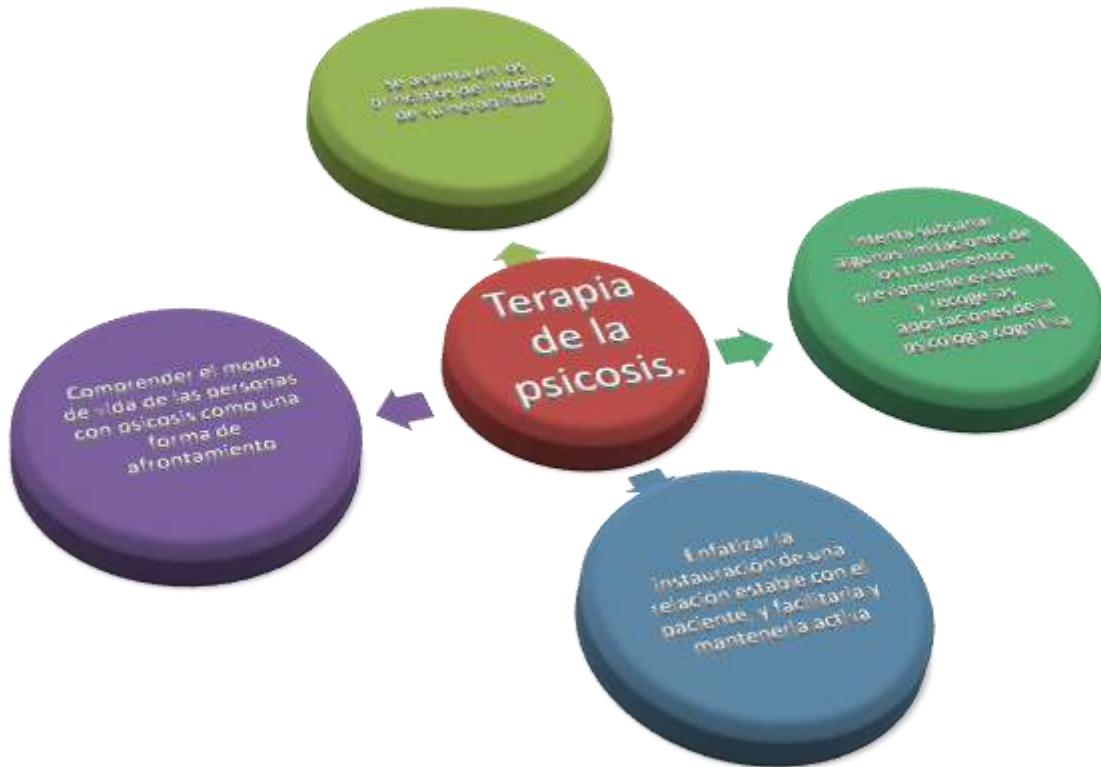 Se asienta en los
principios del modelo
de vulnerabilidad
Terapia
de la
psicosis.
Intenta subsanar
algunas limitaciones de
los tratamientos
previamente existentes
y recoge las
aportaciones de la
psicología cognitiva
Comprender el modo
de vida de las personas
con psicosis como una
forma de
afrontamiento
Enfatizar la
instauración de una
relación estable con el
paciente, y facilitarla y
mantenerla activa